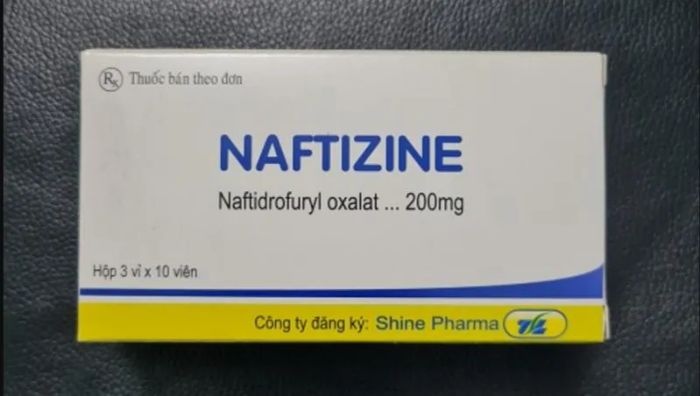 Rx Thuốc bán theo đơn
NAFTIZINE
Naftidrofuryl oxalat ... 200mg
Hộp 3 vỉ x 10 viên
Công ty đăng ký: Shine Pharma